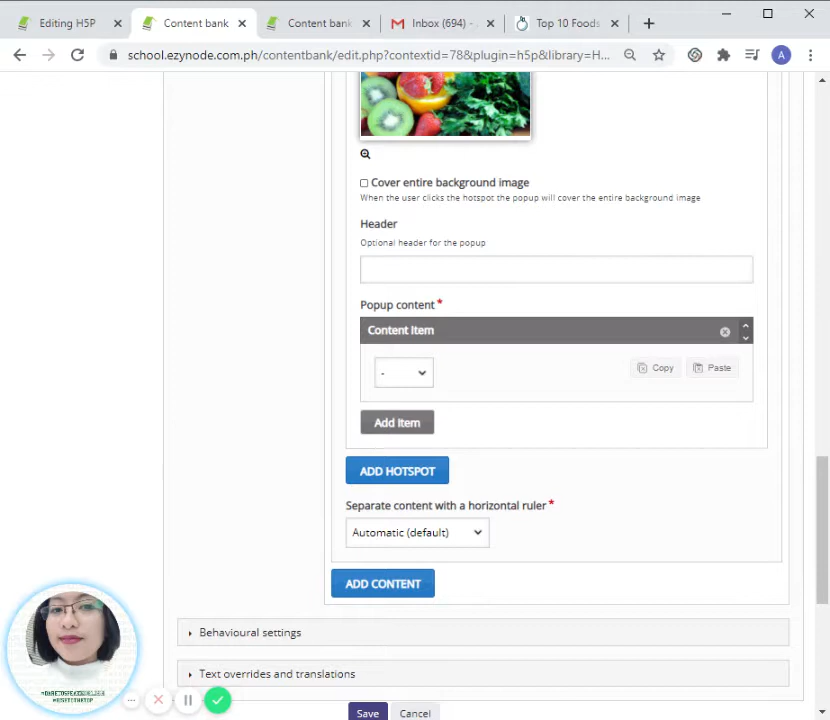 Editing H5P
Content bank
Content bank
Inbox (694) -
Top 10 Foods
school.ezynode.com.ph/contentbank/edit.php?contextid=78&plugin=h5p&library=H...
A
Cover entire background image
When the user clicks the hotspot the popup will cover the entire background image
Header
Optional header for the popup
Popup content *
Content Item
-
Copy
Paste
Add Item
ADD HOTSPOT
Separate content with a horizontal ruler *
Automatic (default)
ADD CONTENT
Behavioural settings
Text overrides and translations
Save
Cancel